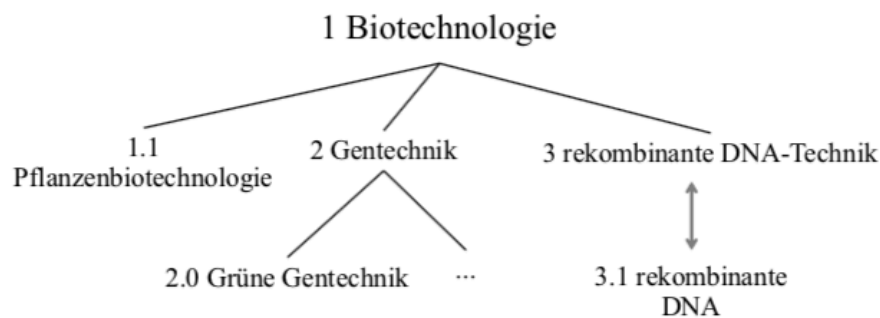 1 Biotechnologie
1.1
Pflanzenbiotechnologie
2 Gentechnik
3 rekombinante DNA-Technik
2.0 Grüne Gentechnik
...
3.1 rekombinante
DNA